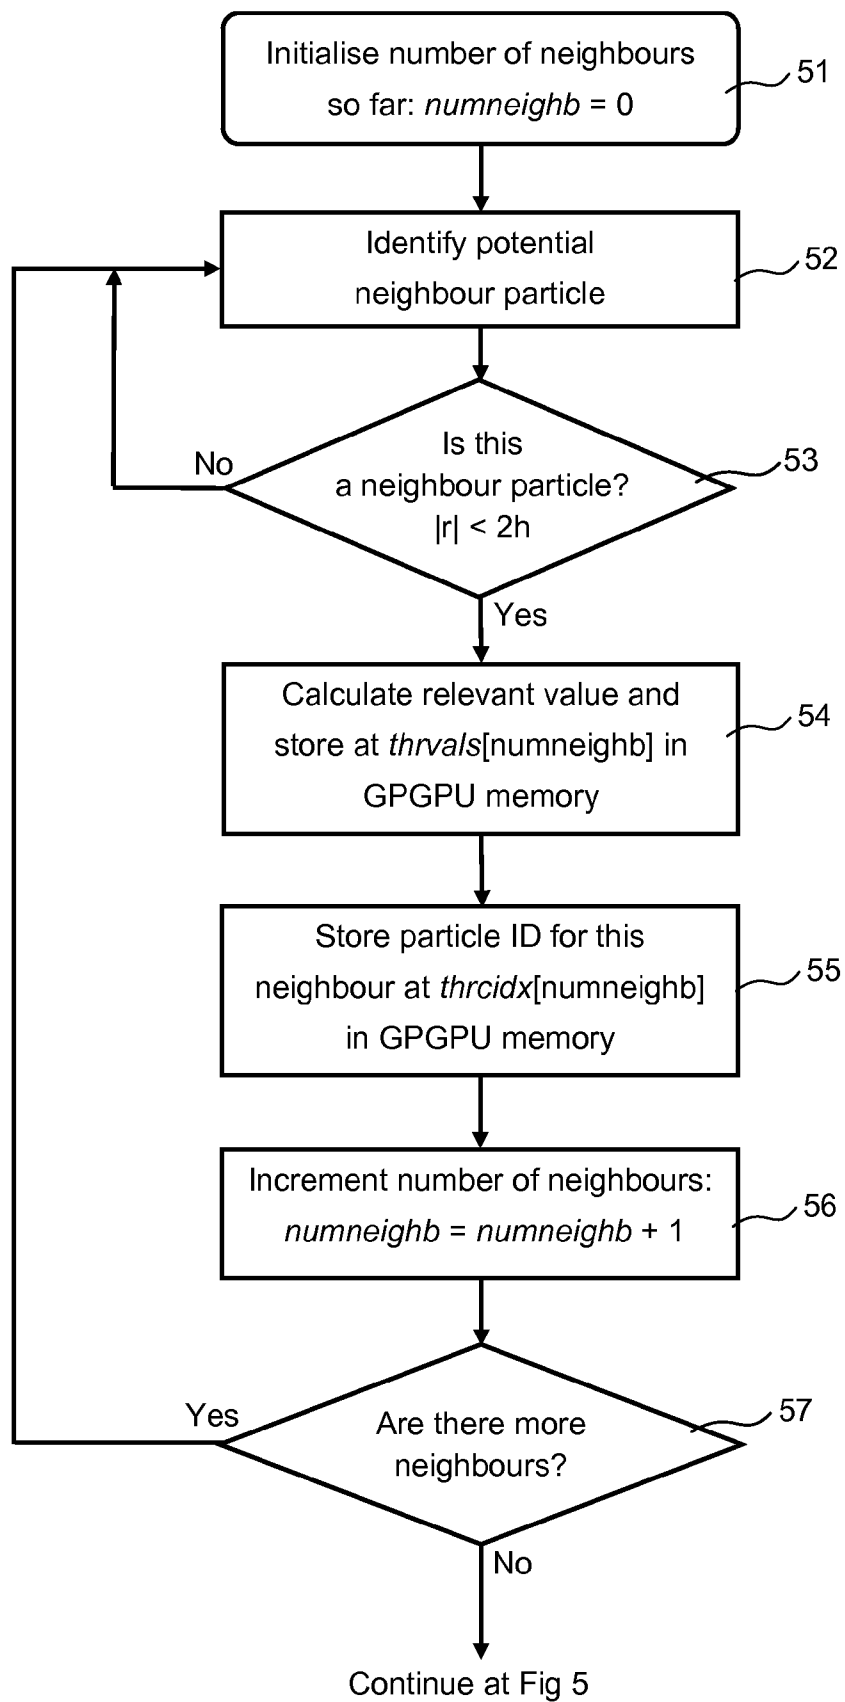 Initialise number of neighbours
so far: numneighb = 0
51
Identify potential
neighbour particle
52
Is this
a neighbour particle?
|r| < 2h
53
No
Yes
Calculate relevant value and
store at thrvals[numneighb] in
GPGPU memory
54
Store particle ID for this
neighbour at thrcidx[numneighb]
in GPGPU memory
55
Increment number of neighbours:
numneighb = numneighb + 1
56
Are there more
neighbours?
57
Yes
No
Continue at Fig 5